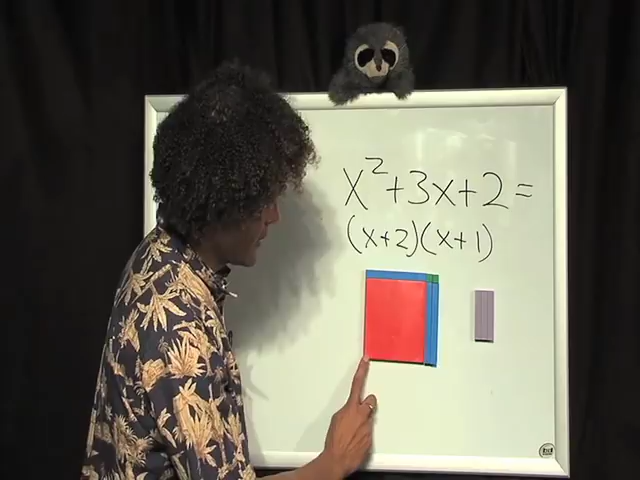 x²+3x+2=
(x+2)(x+1)